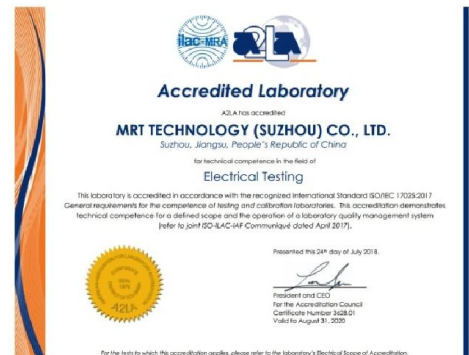 ilac-MRA
A2LA
Accredited Laboratory
A2LA has accredited
MRT TECHNOLOGY (SUZHOU) CO., LTD.
Suzhou, Jiangsu, People's Republic of China
for technical competence in the field of
Electrical Testing
This laboratory is accredited in accordance with the recognized International Standard ISO/IEC 17025:2017
General requirements for the competence of testing and calibration laboratories. This accreditation demonstrates
technical competence for a defined scope and the operation of a laboratory quality management system
(refer to joint ISO-ILAC-IAF Communiqué dated April 2017).
Presented this 24th day of July 2018.
President and CEO
For the Accreditation Council
Certificate Number 3628.01
Valid to August 31, 2020
A2LA
For the tests to which this accreditation applies, please refer to the laboratory's Electrical Scope of Accreditation.